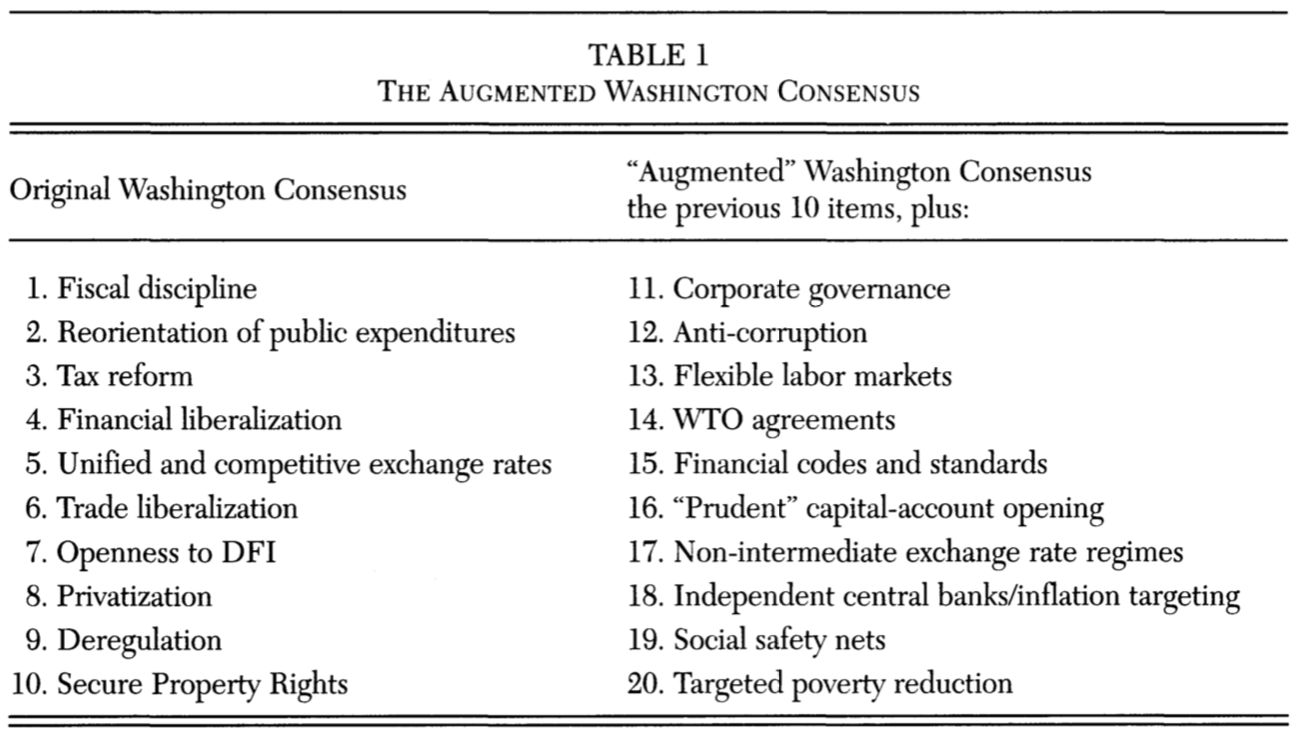 TABLE 1
THE AUGMENTED WASHINGTON CONSENSUS
Original Washington Consensus
“Augmented” Washington Consensus
the previous 10 items, plus:
1. Fiscal discipline
2. Reorientation of public expenditures
3. Tax reform
4. Financial liberalization
5. Unified and competitive exchange rates
6. Trade liberalization
7. Openness to DFI
8. Privatization
9. Deregulation
10. Secure Property Rights
11. Corporate governance
12. Anti-corruption
13. Flexible labor markets
14. WTO agreements
15. Financial codes and standards
16. “Prudent” capital-account opening
17. Non-intermediate exchange rate regimes
18. Independent central banks/inflation targeting
19. Social safety nets
20. Targeted poverty reduction